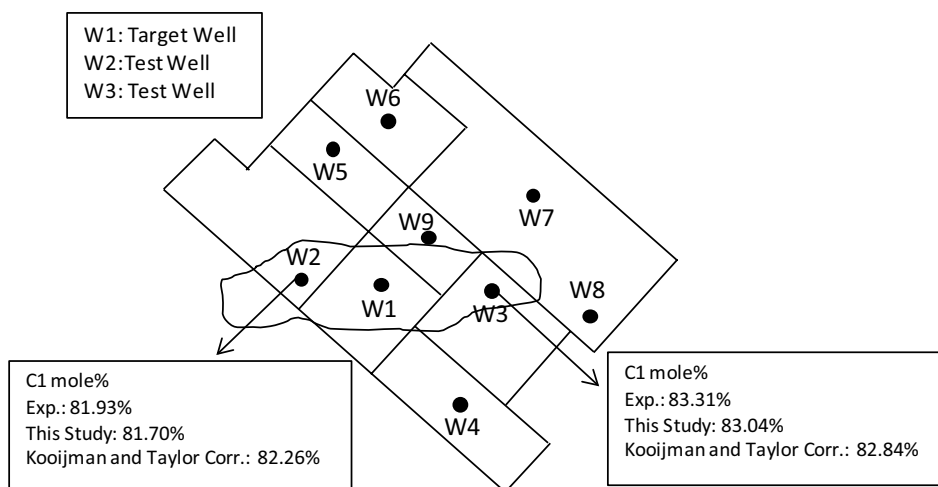 W1: Target Well
W2:Test Well
W3: Test Well
W6
W5
W7
W9
W2
W1
W3
W8
W4
C1 mole%
Exp.: 81.93%
This Study: 81.70%
Kooijman and Taylor Corr.: 82.26%
C1 mole%
Exp.: 83.31%
This Study: 83.04%
Kooijman and Taylor Corr.: 82.84%